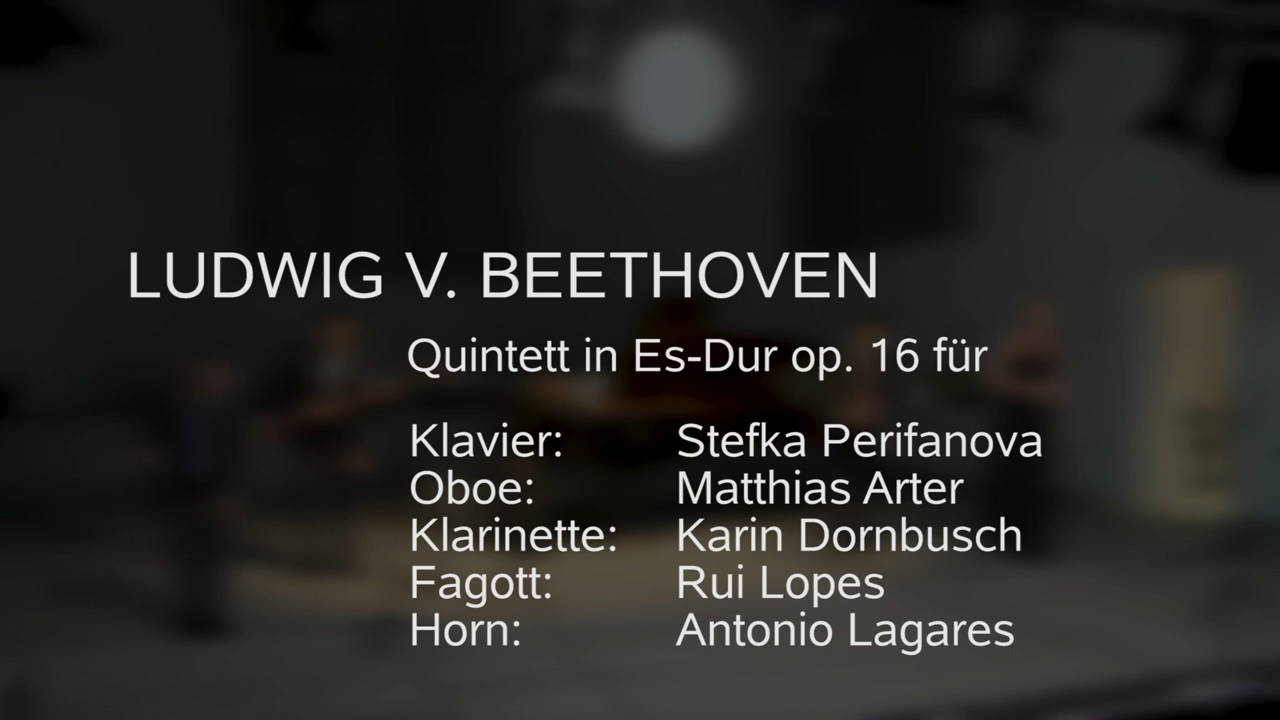 LUDWIG V. BEETHOVEN
Quintett in Es-Dur op. 16 für
Klavier: Stefka Perifanova
Oboe: Matthias Arter
Klarinette: Karin Dornbusch
Fagott: Rui Lopes
Horn: Antonio Lagares